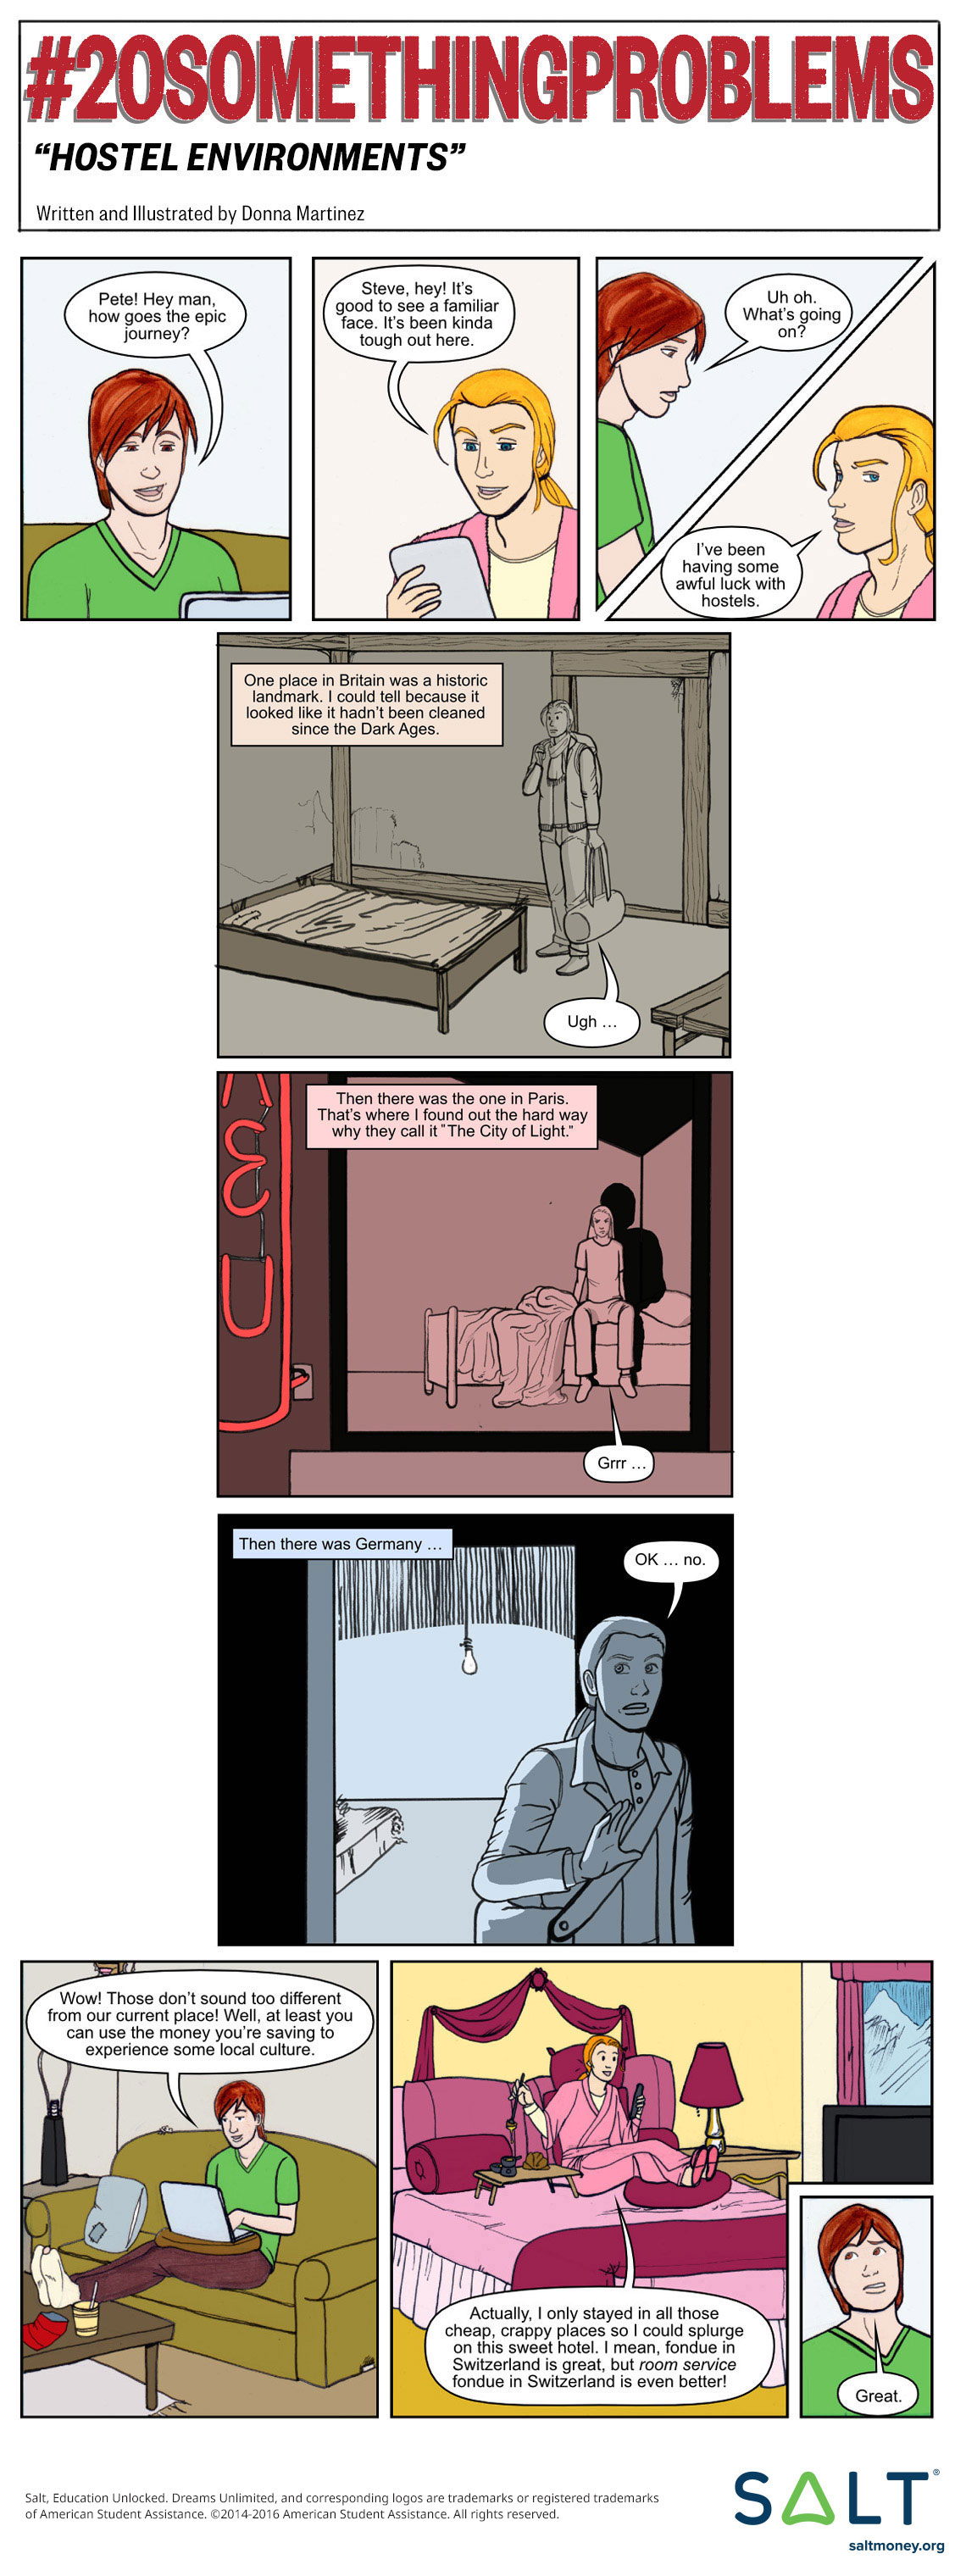 #20SOMETHINGPROBLEMS
“HOSTEL ENVIRONMENTS”
Written and Illustrated by Donna Martinez
Pete! Hey man,
how goes the epic
journey?
Steve, hey! It’s
good to see a familiar
face. It’s been kinda
tough out here.
Uh oh.
What’s going
on?
I’ve been
having some
awful luck with
hostels.
One place in Britain was a historic
landmark. I could tell because it
looked like it hadn’t been cleaned
since the Dark Ages.
Ugh …
Then there was the one in Paris.
That’s where I found out the hard way
why they call it "The City of Light."
Grrr …
Then there was Germany …
OK … no.
Wow! Those don’t sound too different
from our current place! Well, at least you
can use the money you’re saving to
experience some local culture.
Actually, I only stayed in all those
cheap, crappy places so I could splurge
on this sweet hotel. I mean, fondue in
Switzerland is great, but room service
fondue in Switzerland is even better!
Great.
Salt, Education Unlocked. Dreams Unlimited, and corresponding logos are trademarks or registered trademarks
of American Student Assistance. ©2014-2016 American Student Assistance. All rights reserved.
SALT®
saltmoney.org